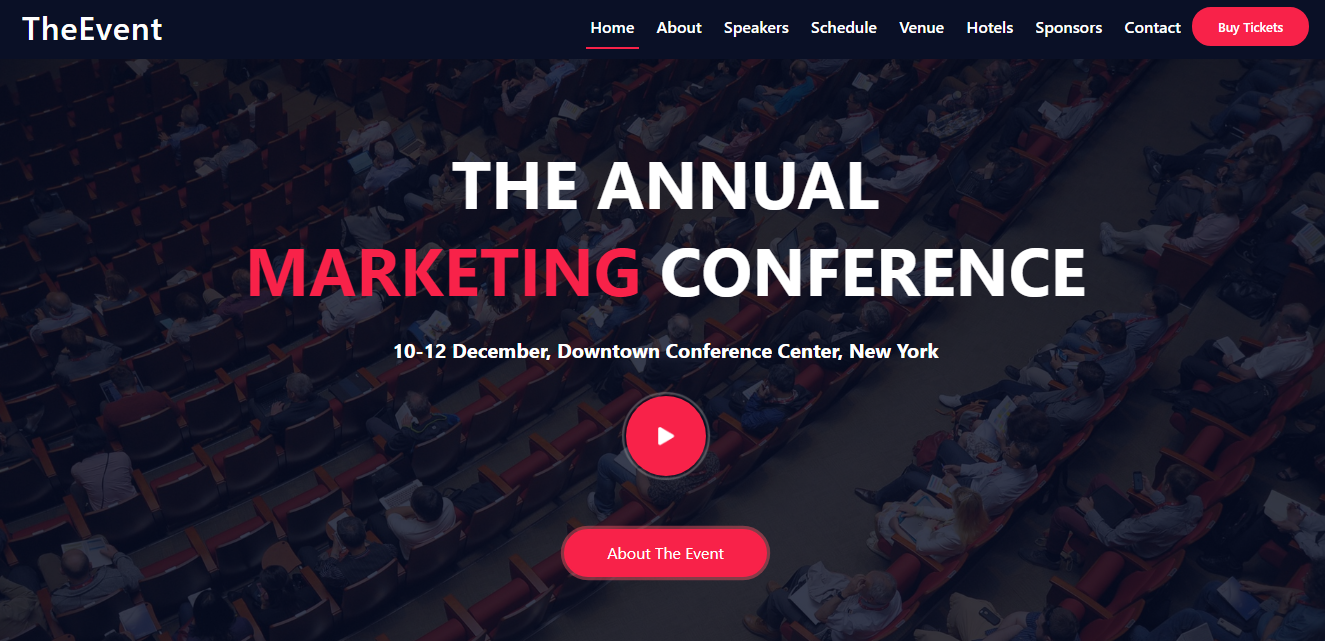 TheEvent
Home About Speakers Schedule Venue Hotels Sponsors Contact Buy Tickets
THE ANNUAL
MARKETING CONFERENCE
10-12 December, Downtown Conference Center, New York
About The Event